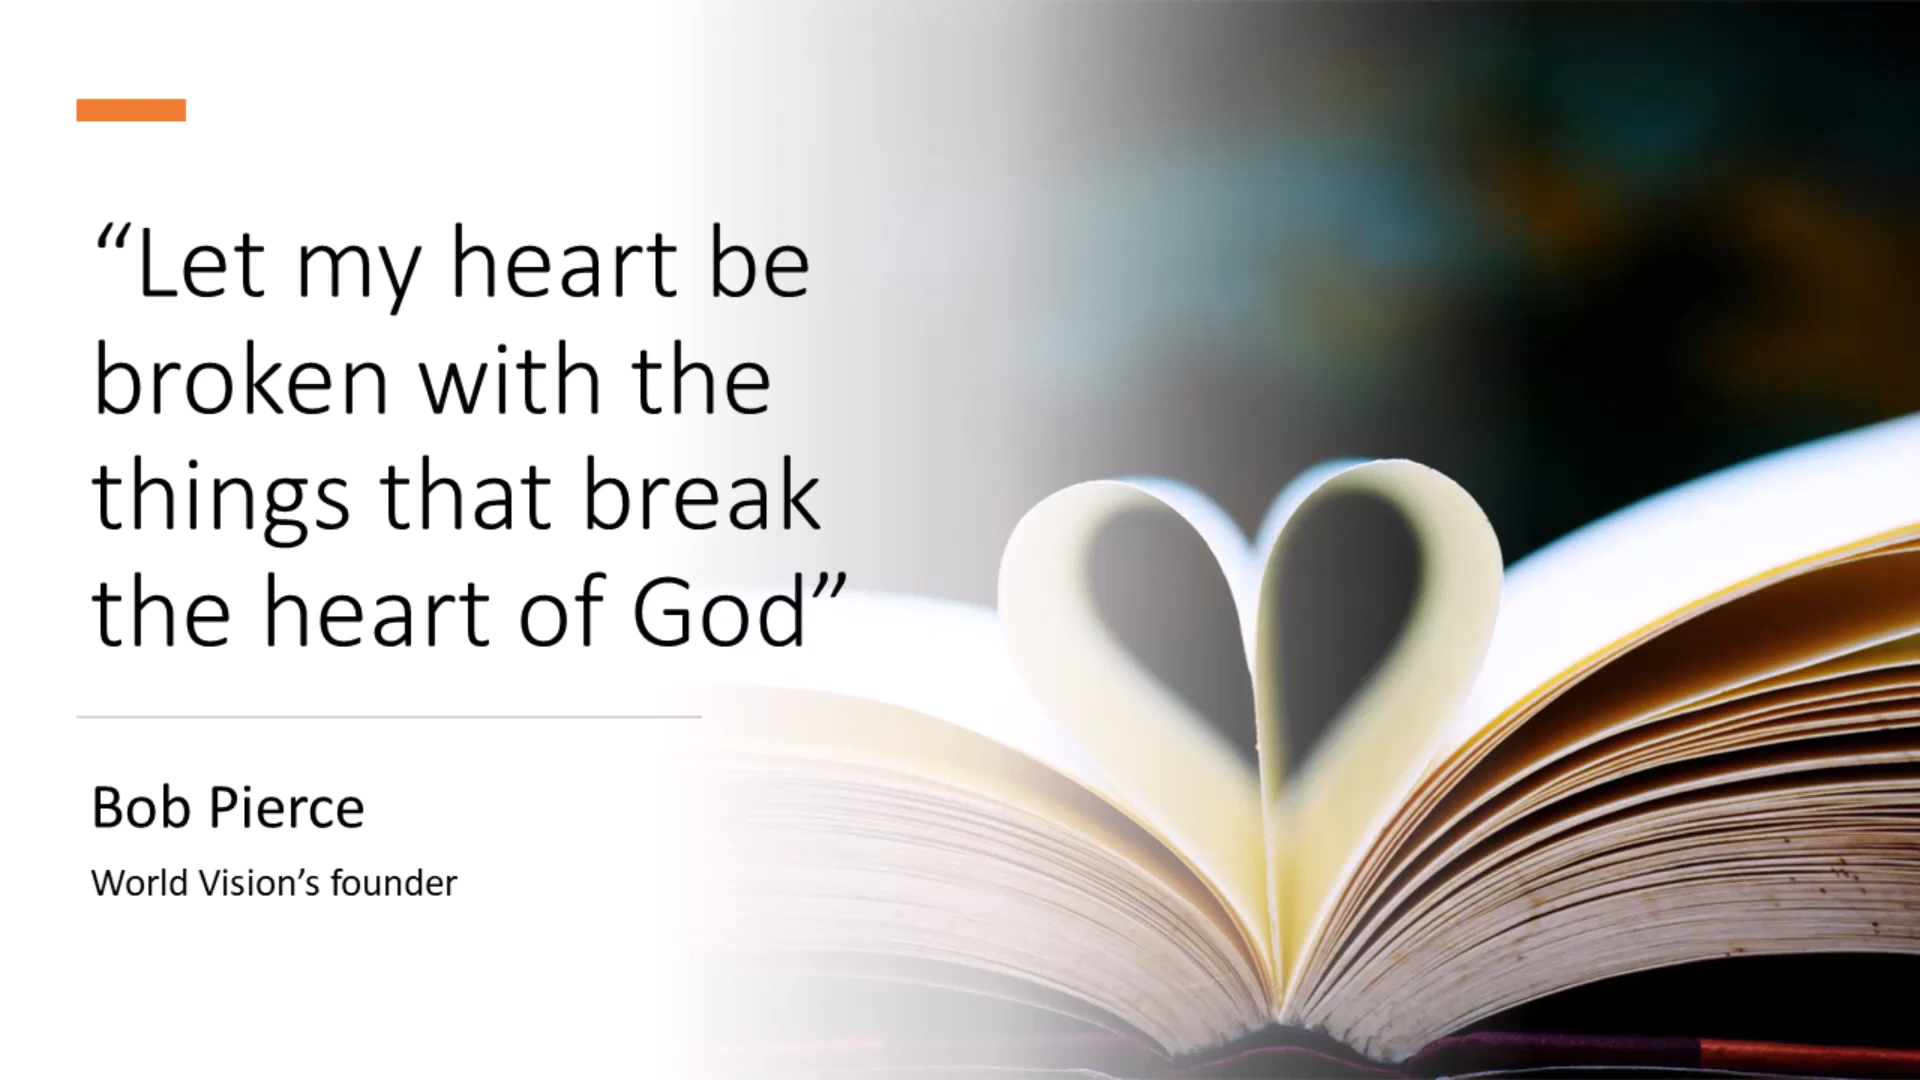 “Let my heart be
broken with the
things that break
the heart of God”
Bob Pierce
World Vision’s founder